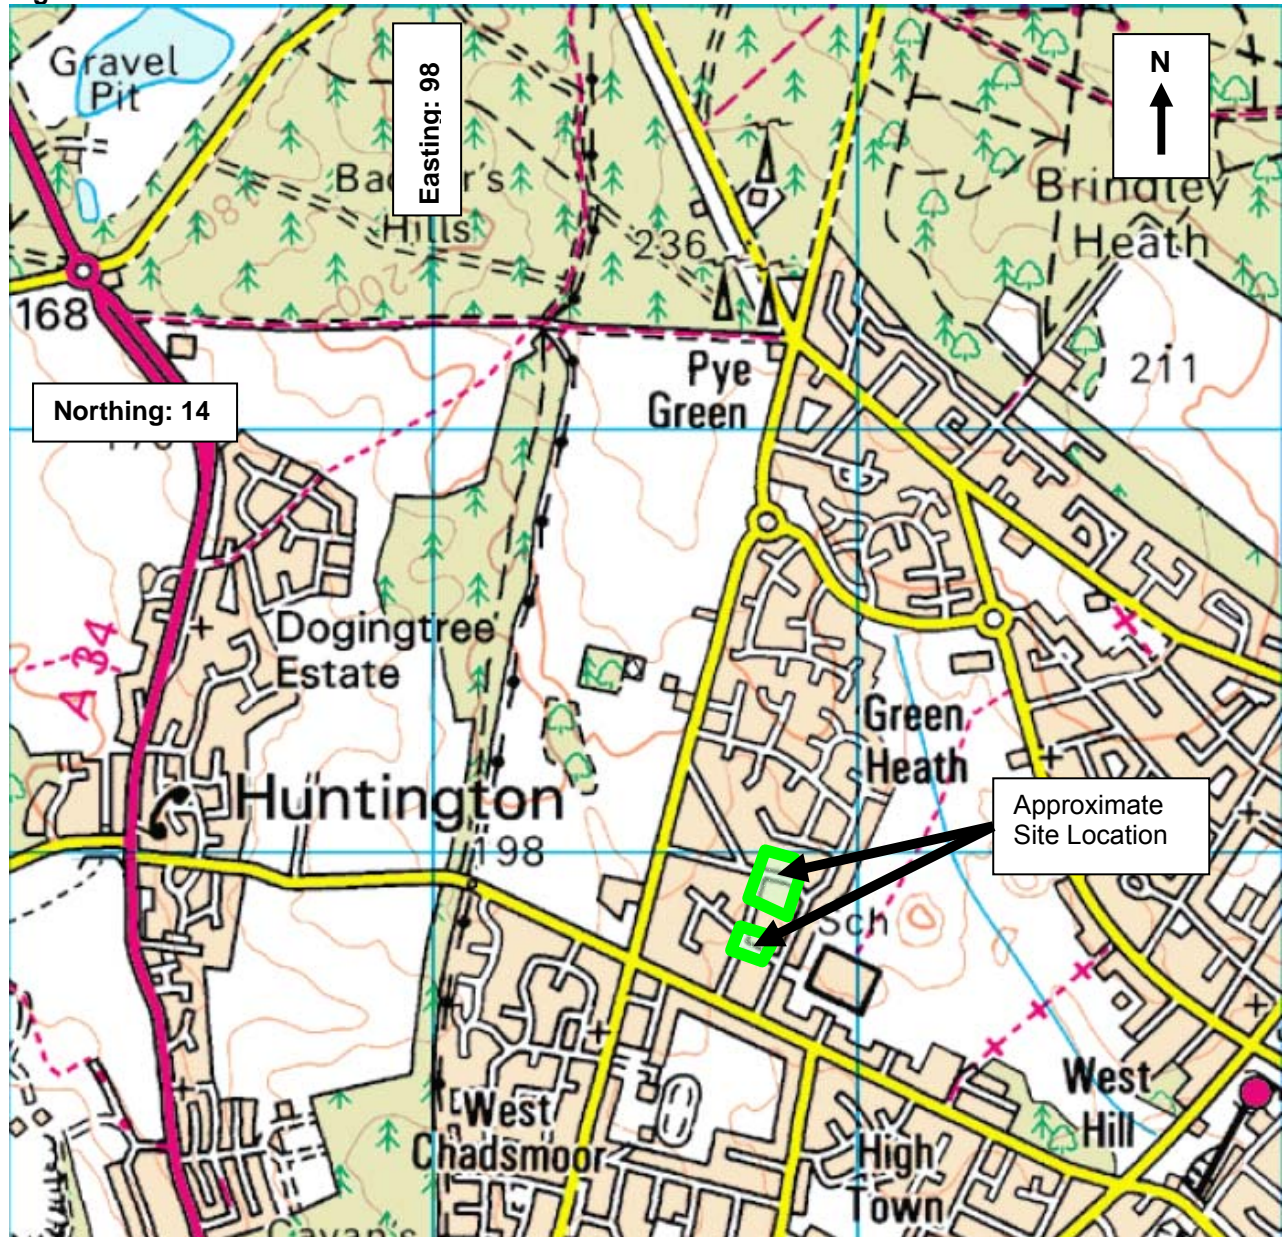 Gravel
Pit
Easting: 98
N
Hills
236
Brindley
Heath
168
200
Pye
Green
211
Northing: 14
Dogingtree
Estate
A 34
Green
Heath
Huntington
198
Approximate
Site Location
Sch
West
Chadsmoor
West
Hill
High
Town